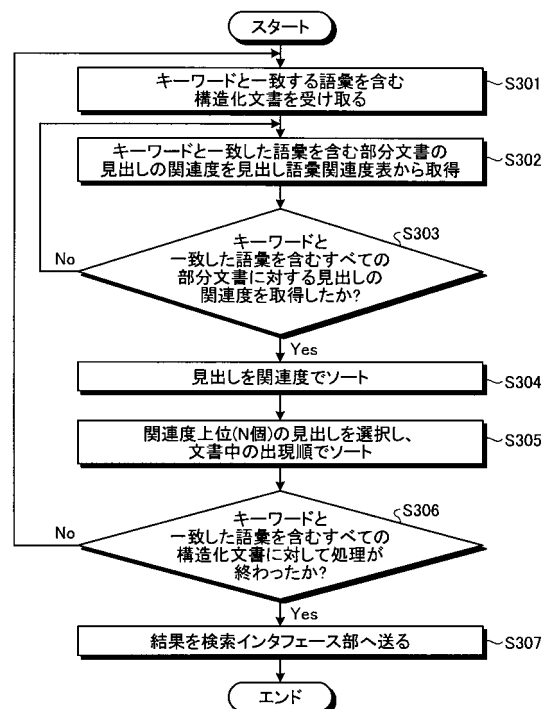 スタート
キーワードと一致する語彙を含む
構造化文書を受け取る
S301
キーワードと一致した語彙を含む部分文書の
見出しの関連度を見出し語彙関連度表から取得
S302
S303
キーワードと
一致した語彙を含むすべての
部分文書に対する見出しの
関連度を取得したか?
No
Yes
見出しを関連度でソート
S304
関連度上位(N個)の見出しを選択し、
文書中の出現順でソート
S305
S306
キーワードと
一致した語彙を含むすべての
構造化文書に対して処理が
終わったか?
No
Yes
結果を検索インタフェース部へ送る
S307
エンド